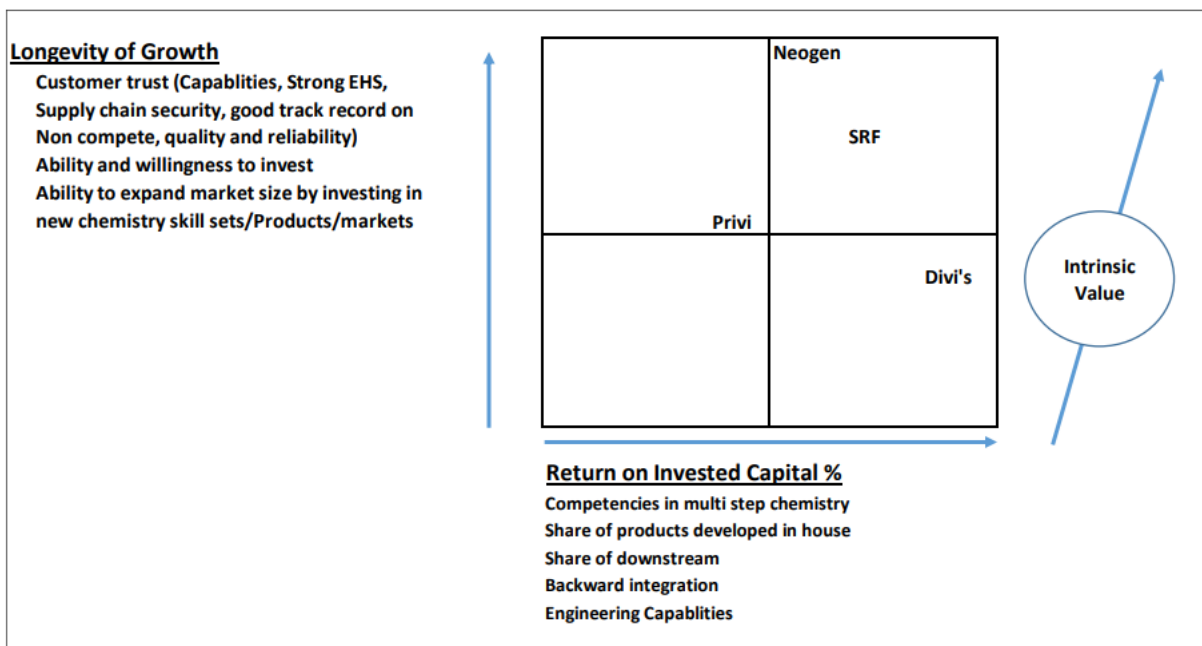 Longevity of Growth
Customer trust (Capablities, Strong EHS,
Supply chain security, good track record on
Non compete, quality and reliability)
Ability and willingness to invest
Ability to expand market size by investing in
new chemistry skill sets/Products/markets
Neogen
SRF
Privi
Divi's
Intrinsic
Value
Return on Invested Capital %
Competencies in multi step chemistry
Share of products developed in house
Share of downstream
Backward integration
Engineering Capablities